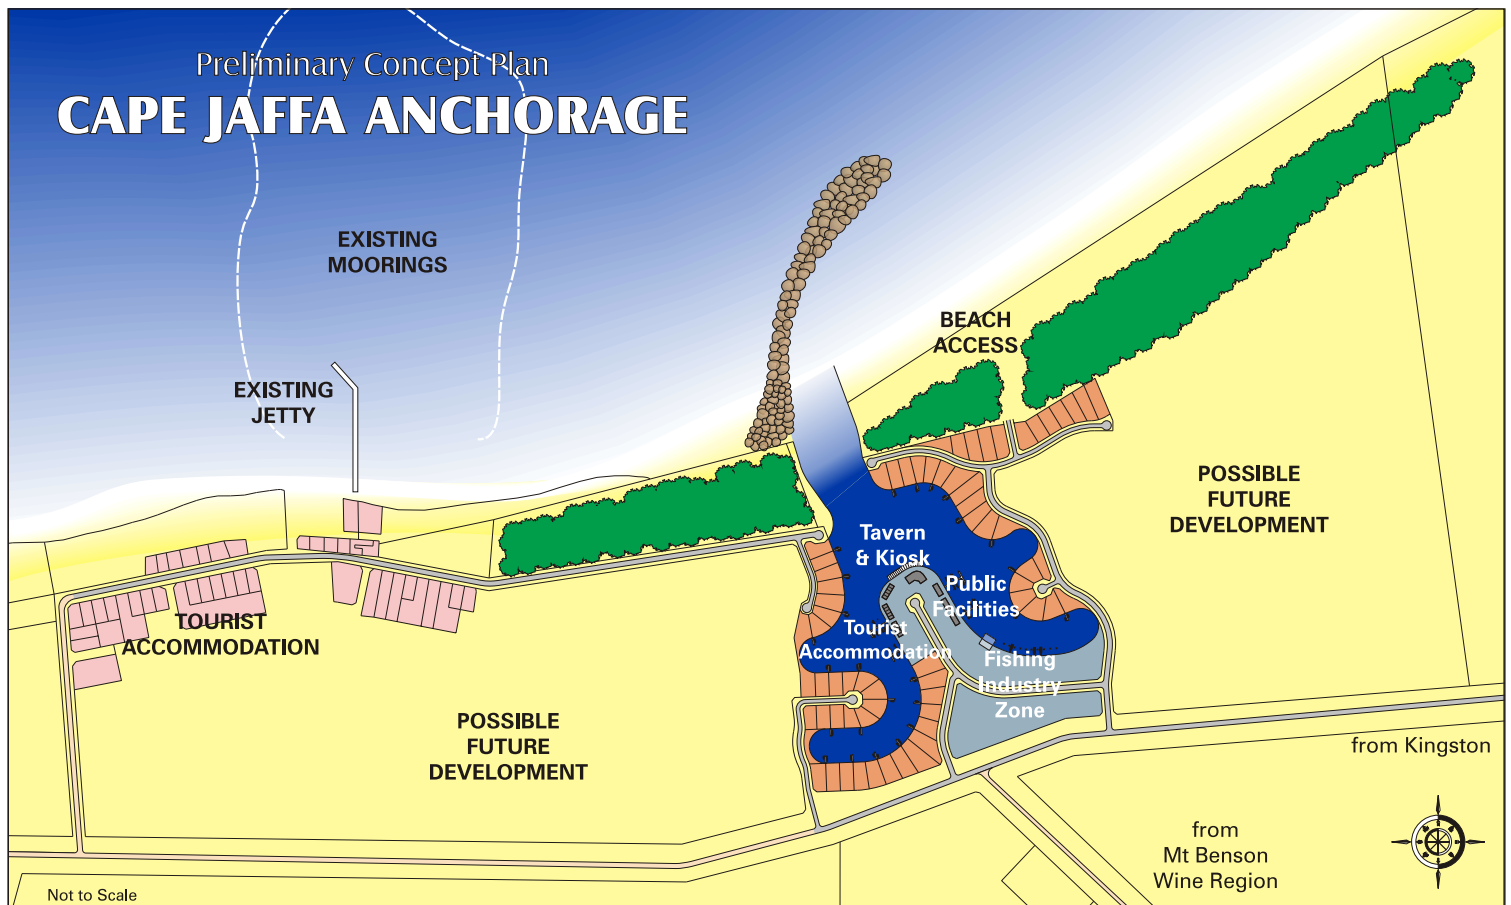 Preliminary Concept Plan
CAPE JAFFA ANCHORAGE
EXISTING
MOORINGS
EXISTING
JETTY
BEACH
ACCESS
POSSIBLE
FUTURE
DEVELOPMENT
Tavern
& Kiosk
Public
Facilities
Tourist
Accommodation
Fishing
Industry
Zone
TOURIST
ACCOMMODATION
POSSIBLE
FUTURE
DEVELOPMENT
from Kingston
from
Mt Benson
Wine Region
Not to Scale